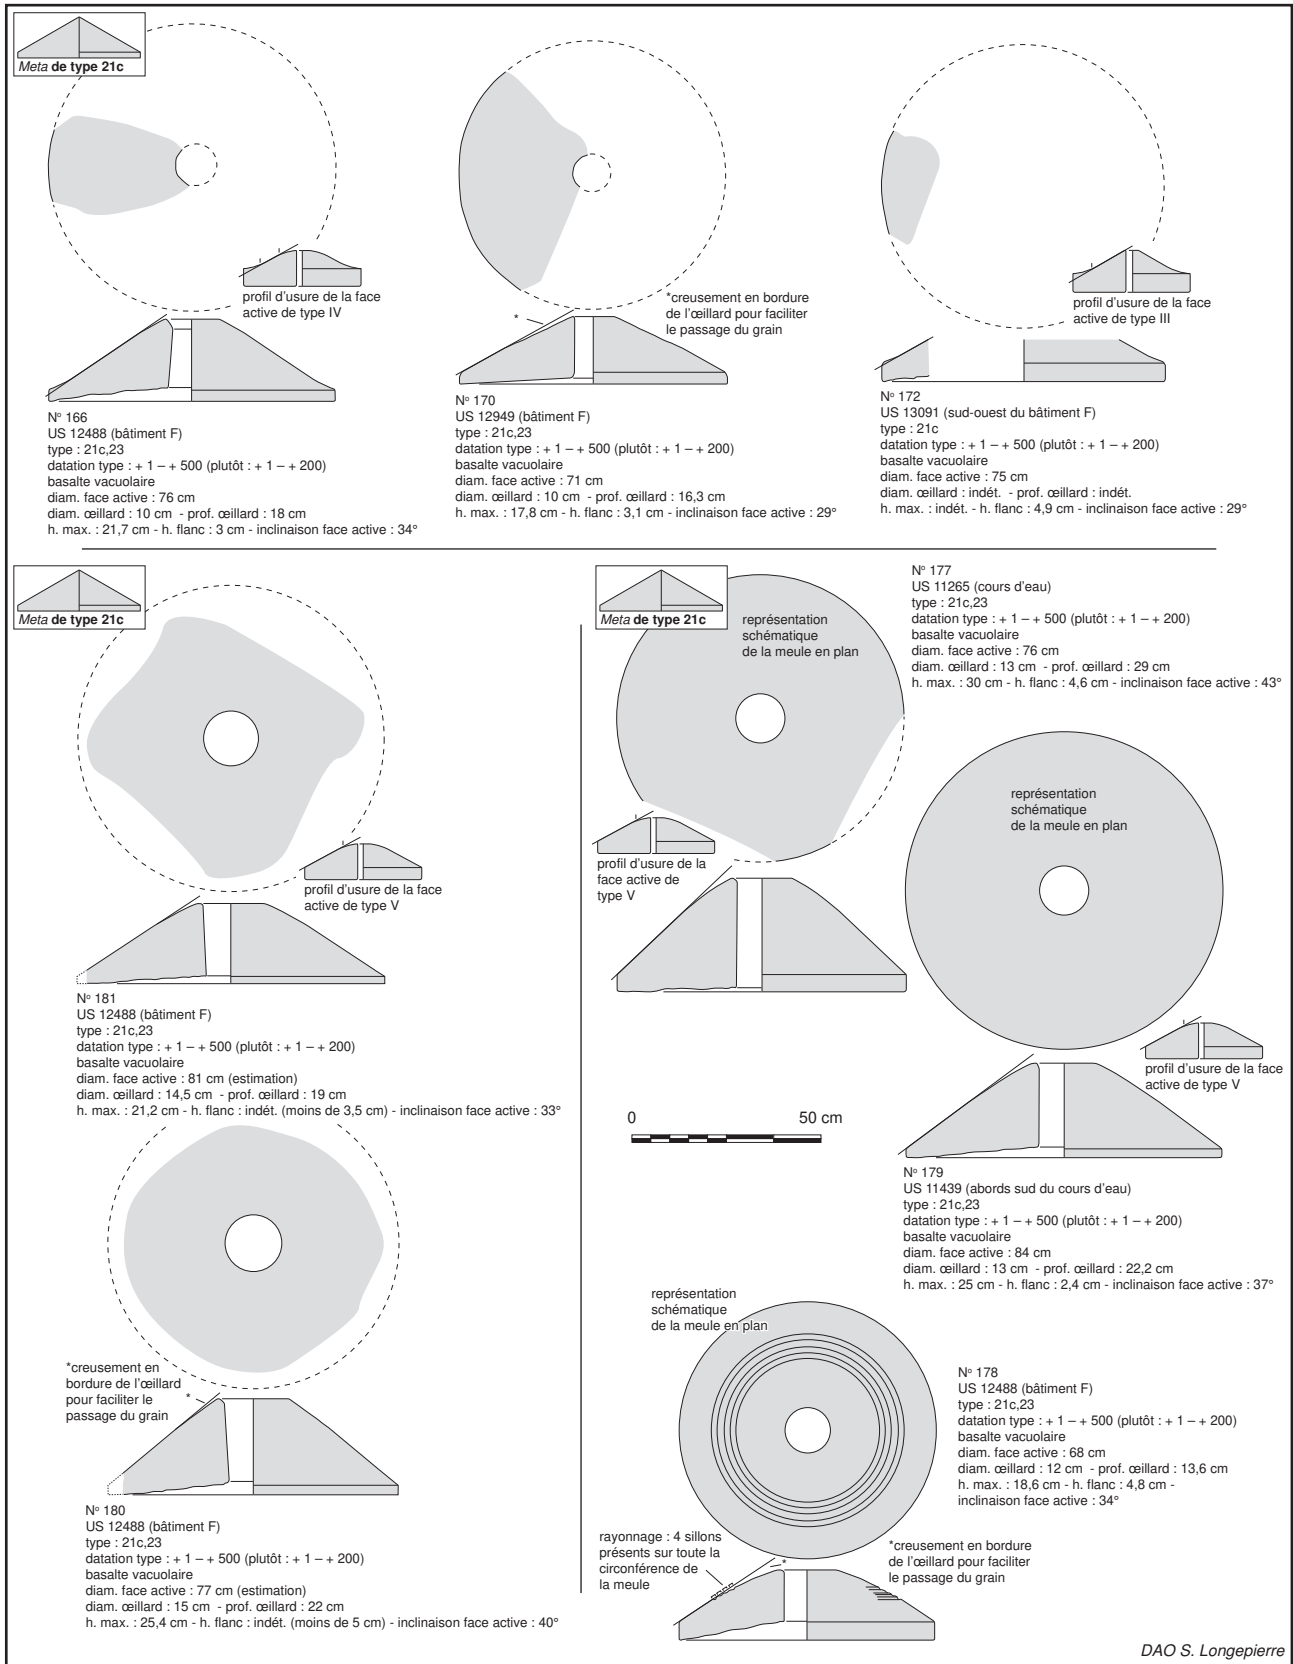 Meta de type 21c
profil d'usure de la face
active de type IV
*
*creusement en bordure
de l'œillard pour faciliter
le passage du grain
profil d'usure de la face
active de type III
Nº 166
US 12488 (bâtiment F)
type : 21c,23
datation type : + 1 – + 500 (plutôt : + 1 – + 200)
basalte vacuolaire
diam. face active : 76 cm
diam. œillard : 10 cm - prof. œillard : 18 cm
h. max. : 21,7 cm - h. flanc : 3 cm - inclinaison face active : 34°
Nº 170
US 12949 (bâtiment F)
type : 21c,23
datation type : + 1 – + 500 (plutôt : + 1 – + 200)
basalte vacuolaire
diam. face active : 71 cm
diam. œillard : 10 cm - prof. œillard : 16,3 cm
h. max. : 17,8 cm - h. flanc : 3,1 cm - inclinaison face active : 29°
Nº 172
US 13091 (sud-ouest du bâtiment F)
type : 21c
datation type : + 1 – + 500 (plutôt : + 1 – + 200)
basalte vacuolaire
diam. face active : 75 cm
diam. œillard : indét. - prof. œillard : indét.
h. max. : indét. - h. flanc : 4,9 cm - inclinaison face active : 29°
Meta de type 21c
profil d'usure de la face
active de type V
Nº 181
US 12488 (bâtiment F)
type : 21c,23
datation type : + 1 – + 500 (plutôt : + 1 – + 200)
basalte vacuolaire
diam. face active : 81 cm (estimation)
diam. œillard : 14,5 cm - prof. œillard : 19 cm
h. max. : 21,2 cm - h. flanc : indét. (moins de 3,5 cm) - inclinaison face active : 33°
*creusement en
bordure de l'œillard
pour faciliter le
passage du grain
*
Nº 180
US 12488 (bâtiment F)
type : 21c,23
datation type : + 1 – + 500 (plutôt : + 1 – + 200)
basalte vacuolaire
diam. face active : 77 cm (estimation)
diam. œillard : 15 cm - prof. œillard : 22 cm
h. max. : 25,4 cm - h. flanc : indét. (moins de 5 cm) - inclinaison face active : 40°
Meta de type 21c
représentation
schématique
de la meule en plan
profil d'usure de la
face active de
type V
Nº 177
US 11265 (cours d'eau)
type : 21c,23
datation type : + 1 – + 500 (plutôt : + 1 – + 200)
basalte vacuolaire
diam. face active : 76 cm
diam. œillard : 13 cm - prof. œillard : 29 cm
h. max. : 30 cm - h. flanc : 4,6 cm - inclinaison face active : 43°
représentation
schématique
de la meule en plan
profil d'usure de la face
active de type V
0 50 cm
Nº 179
US 11439 (abords sud du cours d'eau)
type : 21c,23
datation type : + 1 – + 500 (plutôt : + 1 – + 200)
basalte vacuolaire
diam. face active : 84 cm
diam. œillard : 13 cm - prof. œillard : 22,2 cm
h. max. : 25 cm - h. flanc : 2,4 cm - inclinaison face active : 37°
représentation
schématique
de la meule en plan
Nº 178
US 12488 (bâtiment F)
type : 21c,23
datation type : + 1 – + 500 (plutôt : + 1 – + 200)
basalte vacuolaire
diam. face active : 68 cm
diam. œillard : 12 cm - prof. œillard : 13,6 cm
h. max. : 18,6 cm - h. flanc : 4,8 cm -
inclinaison face active : 34°
rayonnage : 4 sillons
présents sur toute la
circonférence de
la meule
*
*creusement en bordure
de l'œillard pour faciliter
le passage du grain
DAO S. Longepierre